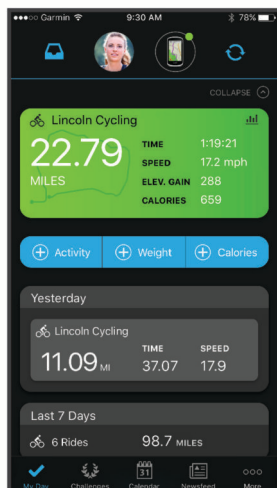 Garmin 9:30 AM 78%
COLLAPSE
Lincoln Cycling
22.79
MILES
TIME 1:19:21
SPEED 17.2 mph
ELEV. GAIN 288
CALORIES 659
Activity Weight Calories
Yesterday
Lincoln Cycling
11.09 MI
TIME SPEED
37.07 17.9
Last 7 Days
6 Rides 98.7 MILES
31
My Day Challenges Calendar Newsfeed More